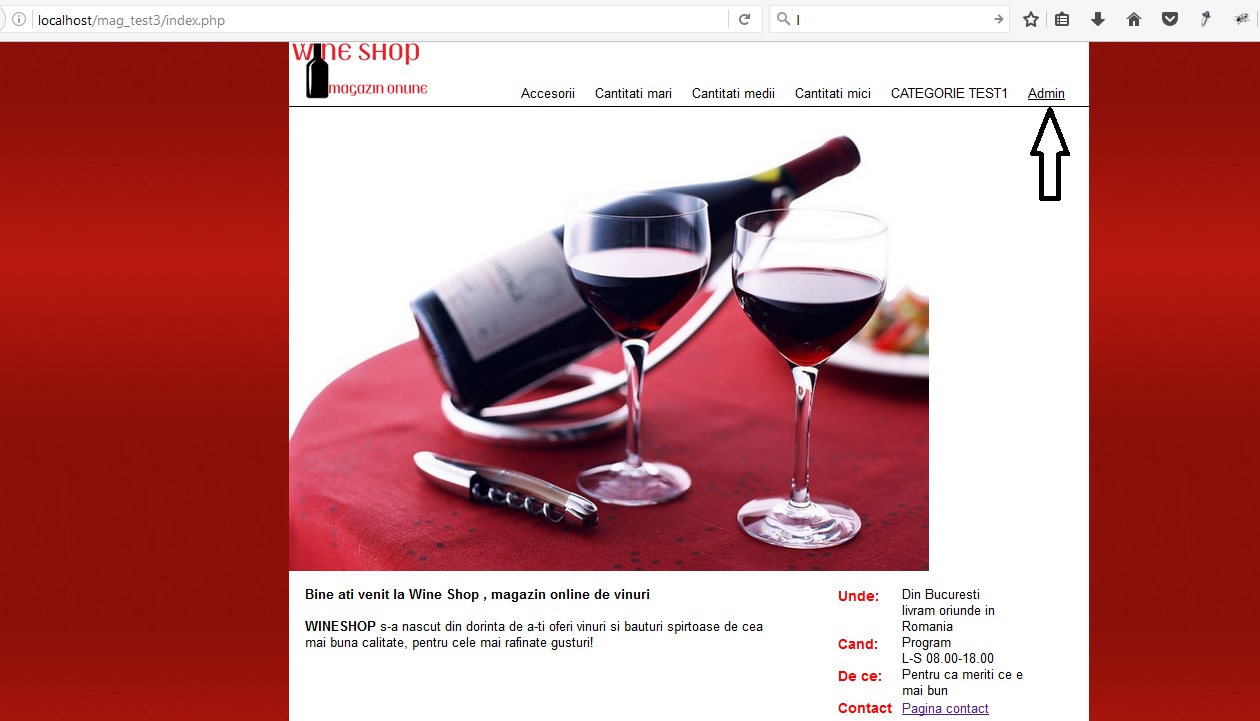 localhost/mag_test3/index.php
l
WINE SHOP
magazin online
Accesorii Cantitati mari Cantitati medii Cantitati mici CATEGORIE TEST1 Admin
Bine ati venit la Wine Shop , magazin online de vinuri
WINESHOP s-a nascut din dorinta de a-ti oferi vinuri si bauturi spirtoase de cea
mai buna calitate, pentru cele mai rafinate gusturi!
Unde: Din Bucuresti
livram oriunde in
Romania
Cand: Program
L-S 08.00-18.00
De ce: Pentru ca meriti ce e
mai bun
Contact Pagina contact